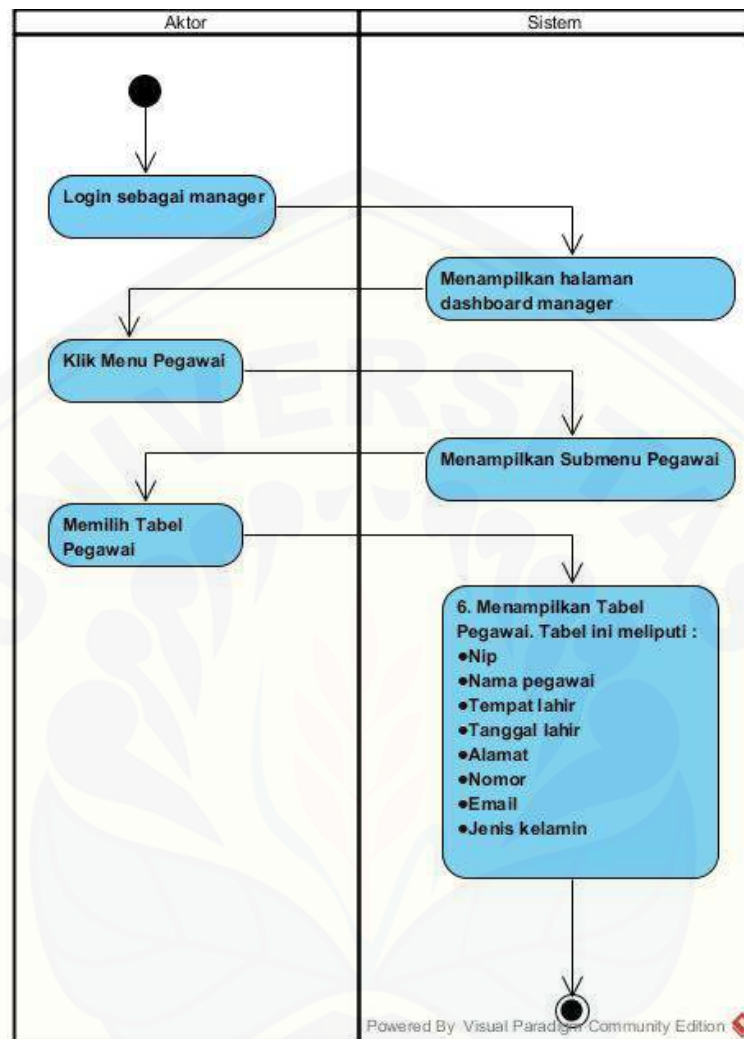 Aktor
Sistem
Login sebagai manager
Menampilkan halaman
dashboard manager
Klik Menu Pegawai
Menampilkan Submenu Pegawai
Memilih Tabel
Pegawai
6. Menampilkan Tabel
Pegawai. Tabel ini meliputi :
●Nip
●Nama pegawai
●Tempat lahir
●Tanggal lahir
●Alamat
●Nomor
●Email
●Jenis kelamin
Powered By Visual Paradigm Community Edition
UNIVERSITAS